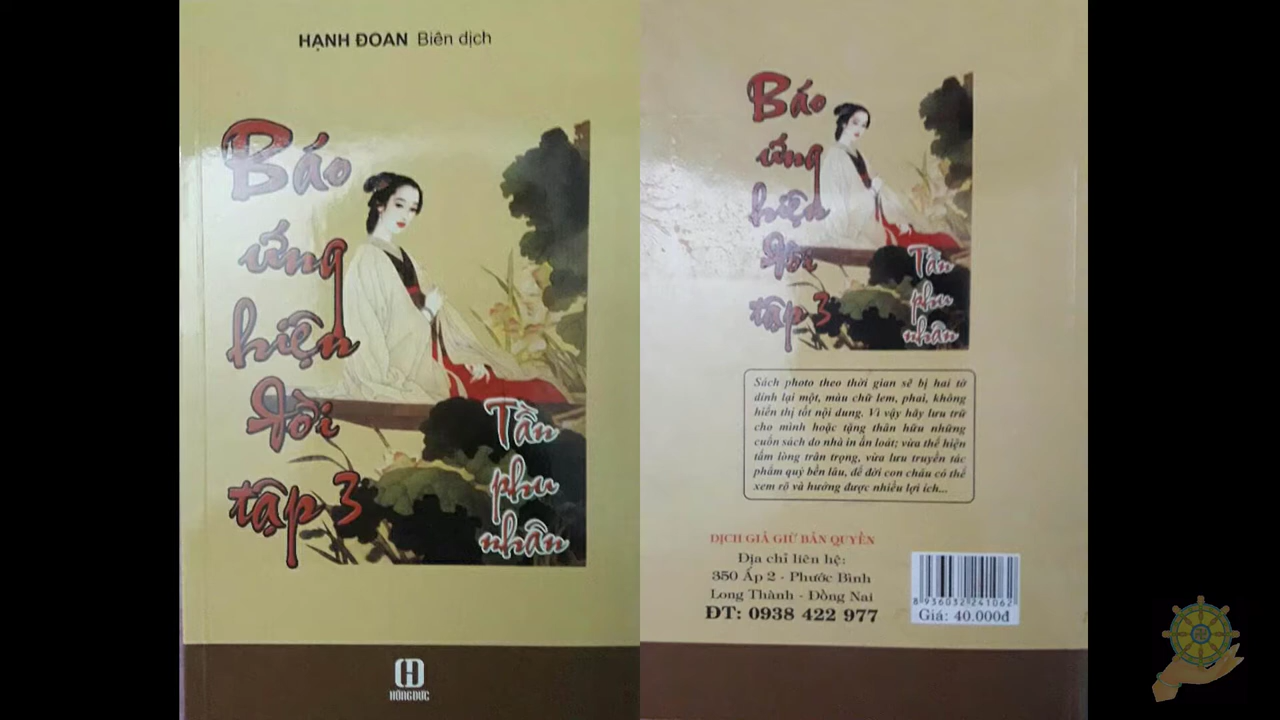 HẠNH ĐOAN Biên dịch
Báo
ứng
hiện
đời
tập 3
Tần
phu
nhân
HỒNG ĐỨC
Báo
ứng
hiện
đời
tập 3
Tần
phu
nhân
Sách photo theo thời gian sẽ bị hai tờ
dính lại một, màu chữ lem, phai, không
hiển thị tốt nội dung. Vì vậy hãy lưu trữ
cho mình hoặc tặng thân hữu những
cuốn sách do nhà in ấn loát; vừa thể hiện
tấm lòng trân trọng, vừa lưu truyền tác
phẩm quý bền lâu, để đời con cháu có thể
xem rõ và hưởng được nhiều lợi ích...
DỊCH GIẢ GIỮ BẢN QUYỀN
Địa chỉ liên hệ:
350 Ấp 2 - Phước Bình
Long Thành - Đồng Nai
ĐT: 0938 422 977
8 936032 241062
Giá: 40.000đ